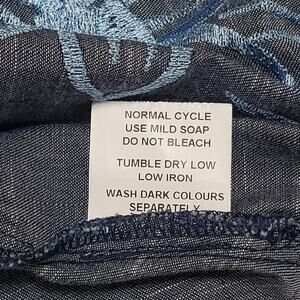 NORMAL CYCLE
USE MILD SOAP
DO NOT BLEACH
TUMBLE DRY LOW
LOW IRON
WASH DARK COLOURS
SEPARATELY